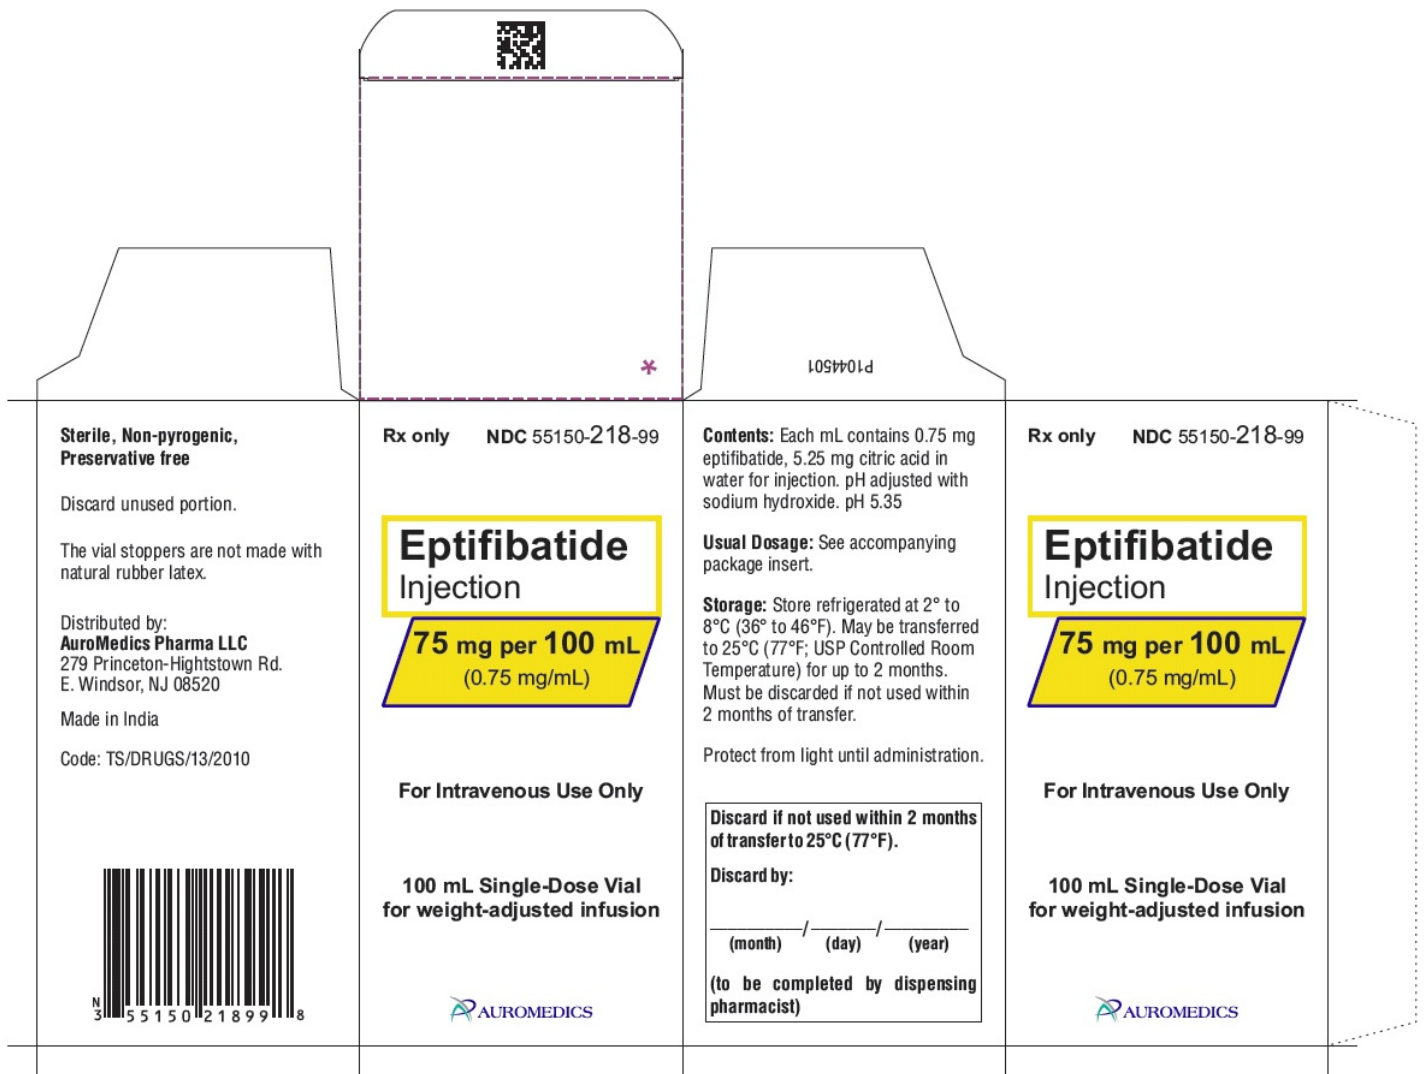 P1044501
Sterile, Non-pyrogenic,
Preservative free
Discard unused portion.
The vial stoppers are not made with
natural rubber latex.
Distributed by:
AuroMedics Pharma LLC
279 Princeton-Hightstown Rd.
E. Windsor, NJ 08520
Made in India
Code: TS/DRUGS/13/2010
N
3 55150 21899 8
Rx only NDC 55150-218-99
Eptifibatide
Injection
75 mg per 100 mL
(0.75 mg/mL)
For Intravenous Use Only
100 mL Single-Dose Vial
for weight-adjusted infusion
AUROMEDICS
Contents: Each mL contains 0.75 mg
eptifibatide, 5.25 mg citric acid in
water for injection. pH adjusted with
sodium hydroxide. pH 5.35
Usual Dosage: See accompanying
package insert.
Storage: Store refrigerated at 2° to
8°C (36° to 46°F). May be transferred
to 25°C (77°F; USP Controlled Room
Temperature) for up to 2 months.
Must be discarded if not used within
2 months of transfer.
Protect from light until administration.
Discard if not used within 2 months
of transfer to 25°C (77°F).
Discard by:
__________/_______/_________
(month) (day) (year)
(to be completed by dispensing
pharmacist)
Rx only NDC 55150-218-99
Eptifibatide
Injection
75 mg per 100 mL
(0.75 mg/mL)
For Intravenous Use Only
100 mL Single-Dose Vial
for weight-adjusted infusion
AUROMEDICS